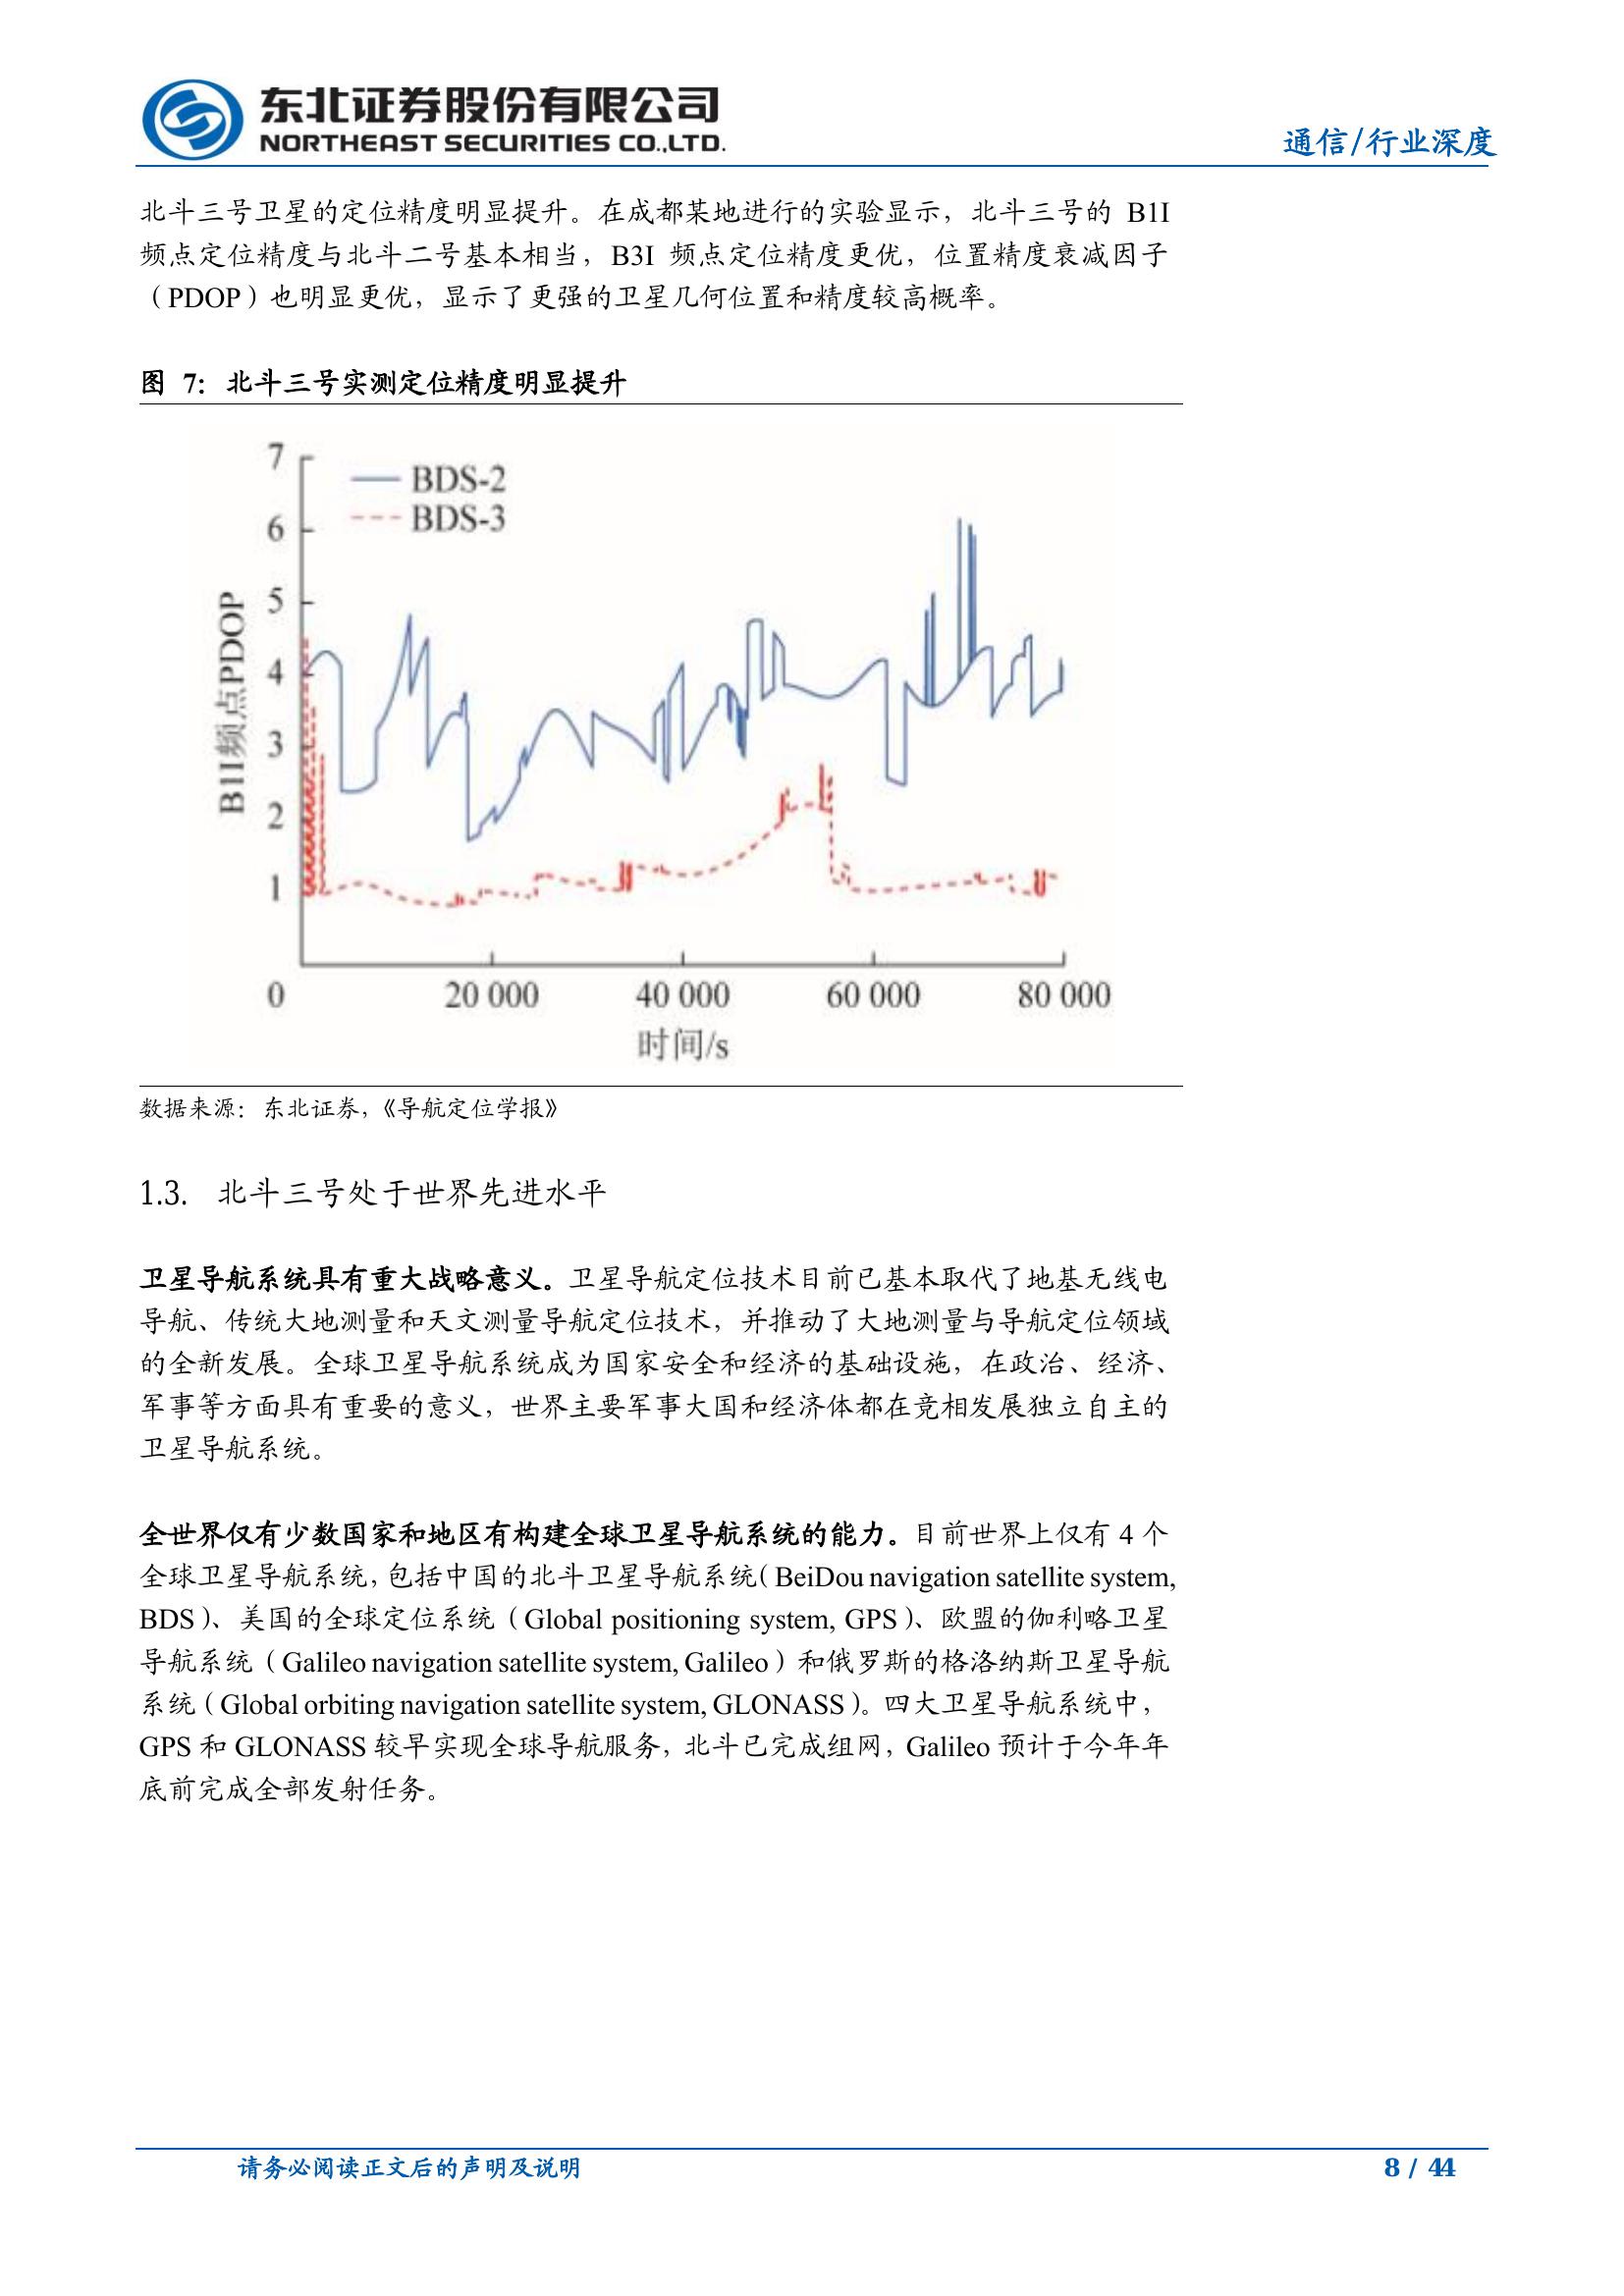 东北证券股份有限公司
NORTHEAST SECURITIES CO.,LTD.
通信/行业深度
北斗三号卫星的定位精度明显提升。在成都某地进行的实验显示，北斗三号的 B1I
频点定位精度与北斗二号基本相当，B3I 频点定位精度更优，位置精度衰减因子
（PDOP）也明显更优，显示了更强的卫星几何位置和精度较高概率。
图 7：北斗三号实测定位精度明显提升
7
6
5
4
3
2
1
0
B1I频点PDOP
BDS-2
BDS-3
20 000
40 000
60 000
80 000
时间/s
数据来源：东北证券，《导航定位学报》
1.3. 北斗三号处于世界先进水平
卫星导航系统具有重大战略意义。卫星导航定位技术目前已基本取代了地基无线电
导航、传统大地测量和天文测量导航定位技术，并推动了大地测量与导航定位领域
的全新发展。全球卫星导航系统成为国家安全和经济的基础设施，在政治、经济、
军事等方面具有重要的意义，世界主要军事大国和经济体都在竞相发展独立自主的
卫星导航系统。
全世界仅有少数国家和地区有构建全球卫星导航系统的能力。目前世界上仅有 4 个
全球卫星导航系统，包括中国的北斗卫星导航系统（BeiDou navigation satellite system,
BDS）、美国的全球定位系统（Global positioning system, GPS）、欧盟的伽利略卫星
导航系统（Galileo navigation satellite system, Galileo）和俄罗斯的格洛纳斯卫星导航
系统（Global orbiting navigation satellite system, GLONASS）。四大卫星导航系统中，
GPS 和 GLONASS 较早实现全球导航服务，北斗已完成组网，Galileo 预计于今年年
底前完成全部发射任务。
请务必阅读正文后的声明及说明
8 / 44